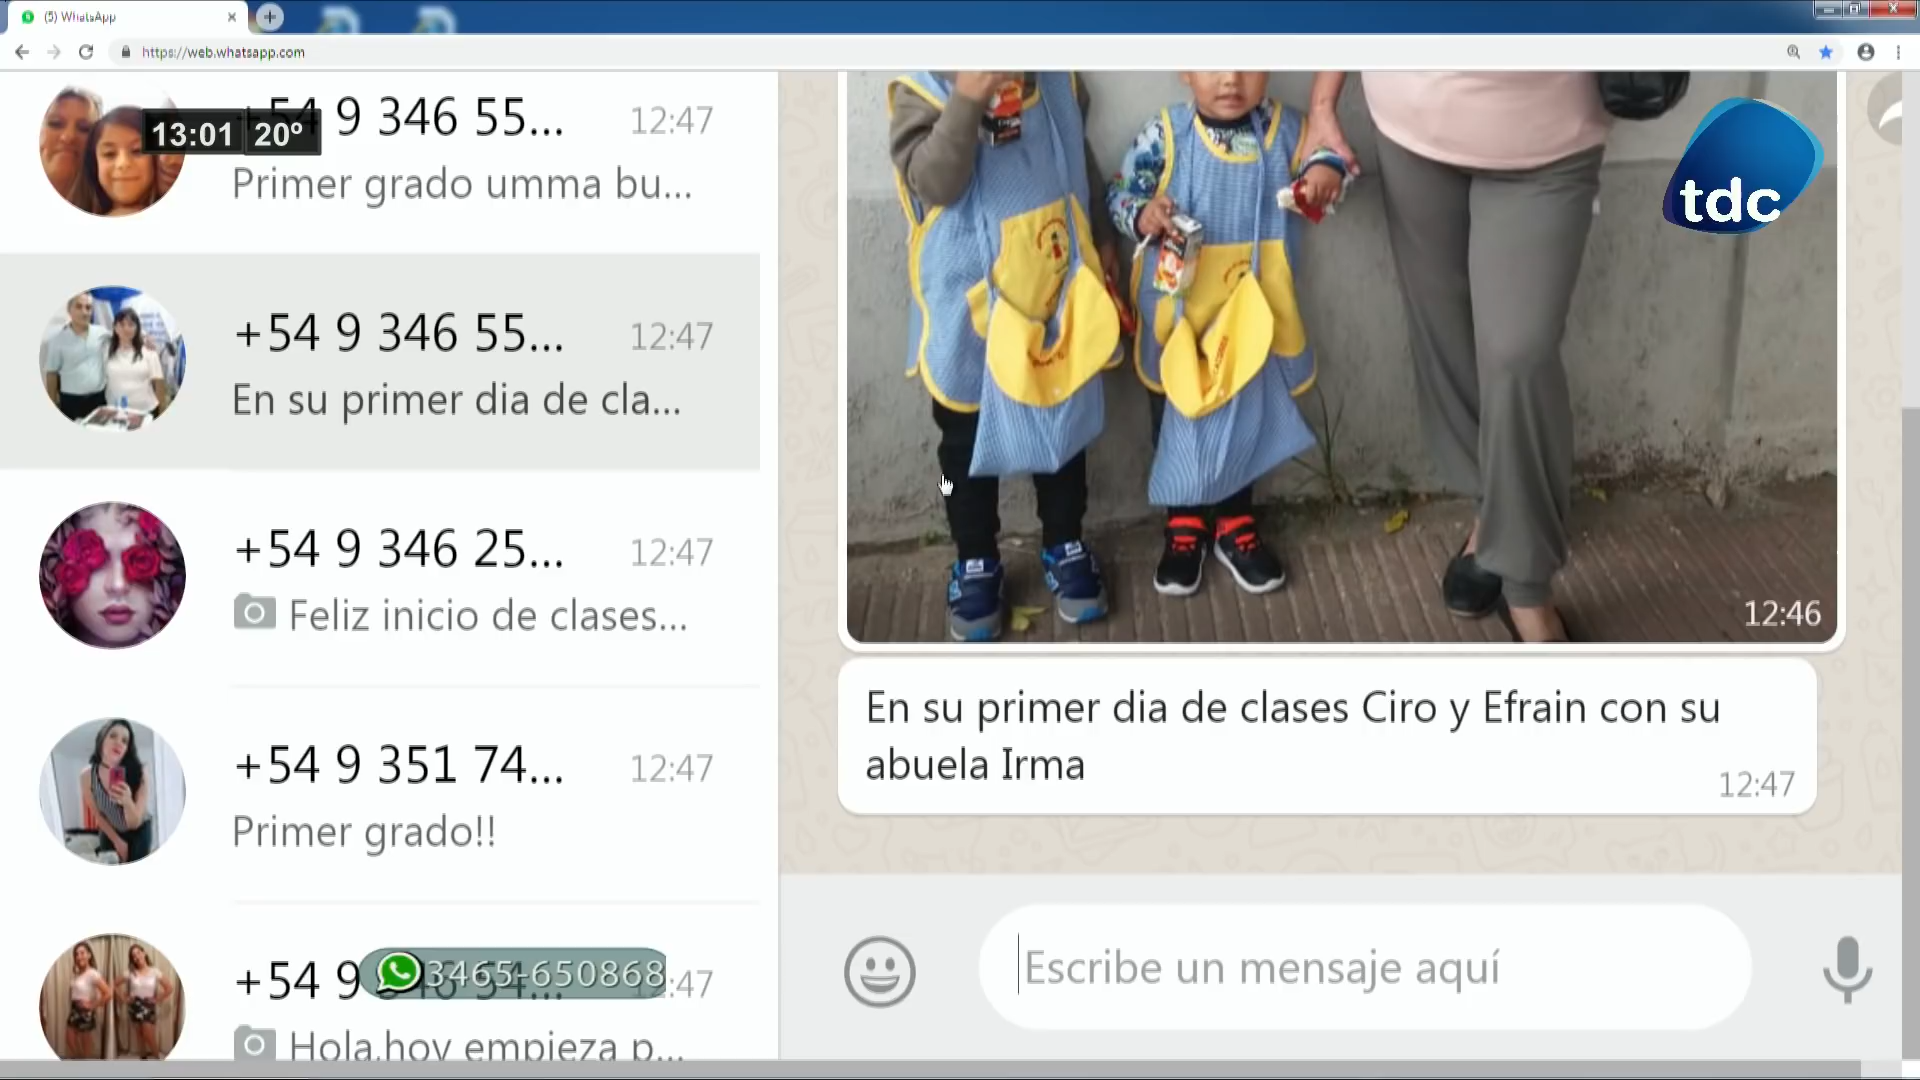 (5) WhatsApp
https://web.whatsapp.com
13:01 20°
+54 9 346 55... 12:47
Primer grado umma bu...
+54 9 346 55... 12:47
En su primer dia de cla...
+54 9 346 25... 12:47
Feliz inicio de clases...
+54 9 351 74... 12:47
Primer grado!!
+54 9
3465-650868
:47
Hola,hoy empieza p...
tdc
12:46
En su primer dia de clases Ciro y Efrain con su
abuela Irma
12:47
Escribe un mensaje aquí